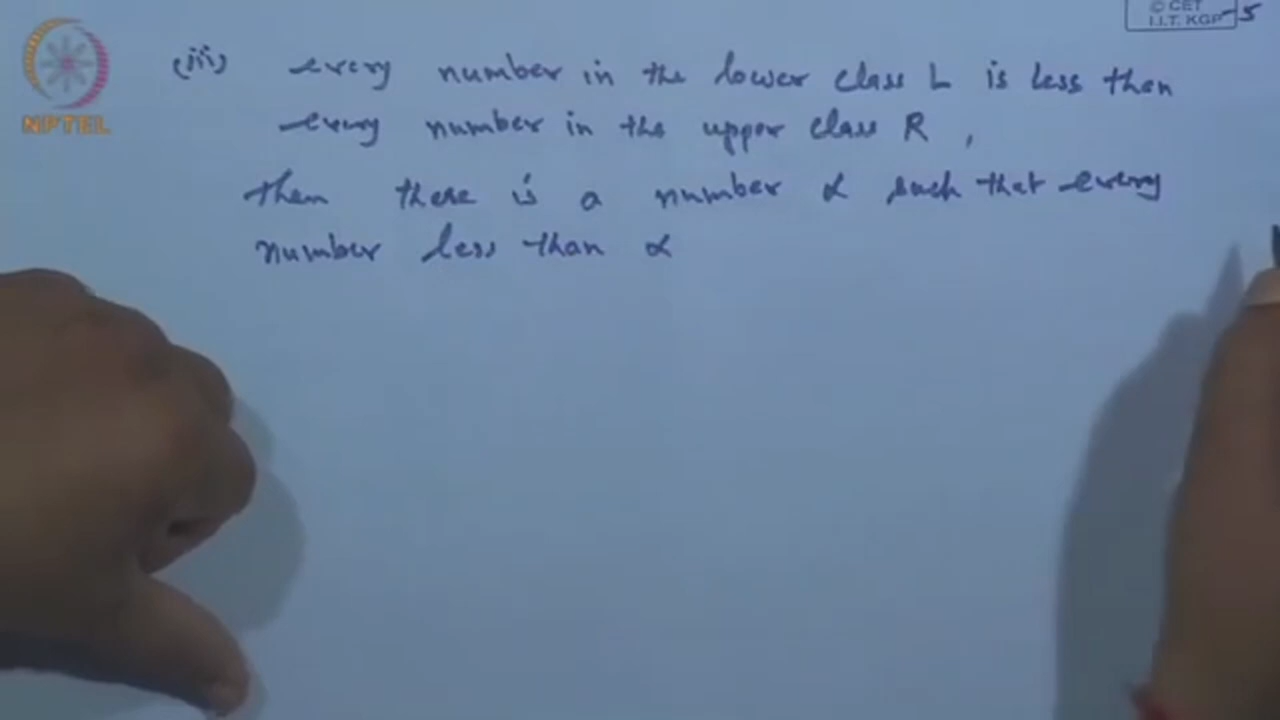 © CET
I.I.T. KGP
-5
NPTEL
(iii) every number in the lower class L is less than
every number in the upper class R,
then there is a number α such that every
number less than α